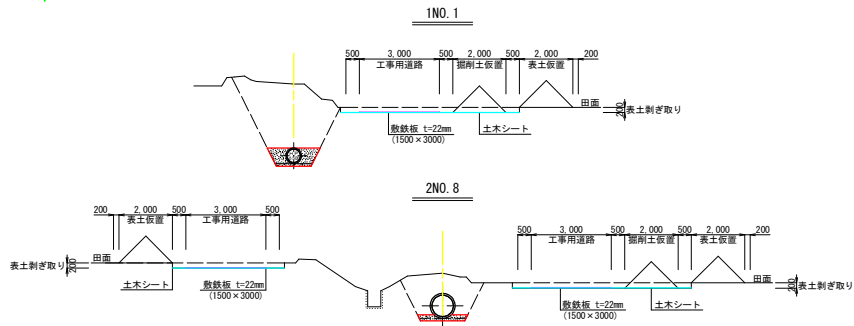 1NO.1
500 3,000 500 2,000 500 2,000 200
工事用道路 掘削土仮置 表土仮置
田面
200
表土剥ぎ取り
敷鉄板 t=22mm
(1500×3000)
土木シート
2NO.8
200 2,000 500 3,000 500
表土仮置 工事用道路
500 3,000 500 2,000 500 2,000 200
工事用道路 掘削土仮置 表土仮置
表土剥ぎ取り
200
田面
土木シート
敷鉄板 t=22mm
(1500×3000)
田面
200
表土剥ぎ取り
敷鉄板 t=22mm
(1500×3000)
土木シート